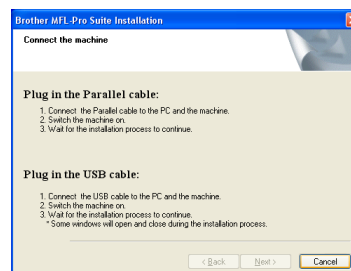 Brother MFL-Pro Suite Installation
Connect the machine
Plug in the Parallel cable:
1. Connect the Parallel cable to the PC and the machine.
2. Switch the machine on.
3. Wait for the installation process to continue.
Plug in the USB cable:
1. Connect the USB cable to the PC and the machine.
2. Switch the machine on.
3. Wait for the installation process to continue.
* Some windows will open and close during the installation process.
< Back Next > Cancel